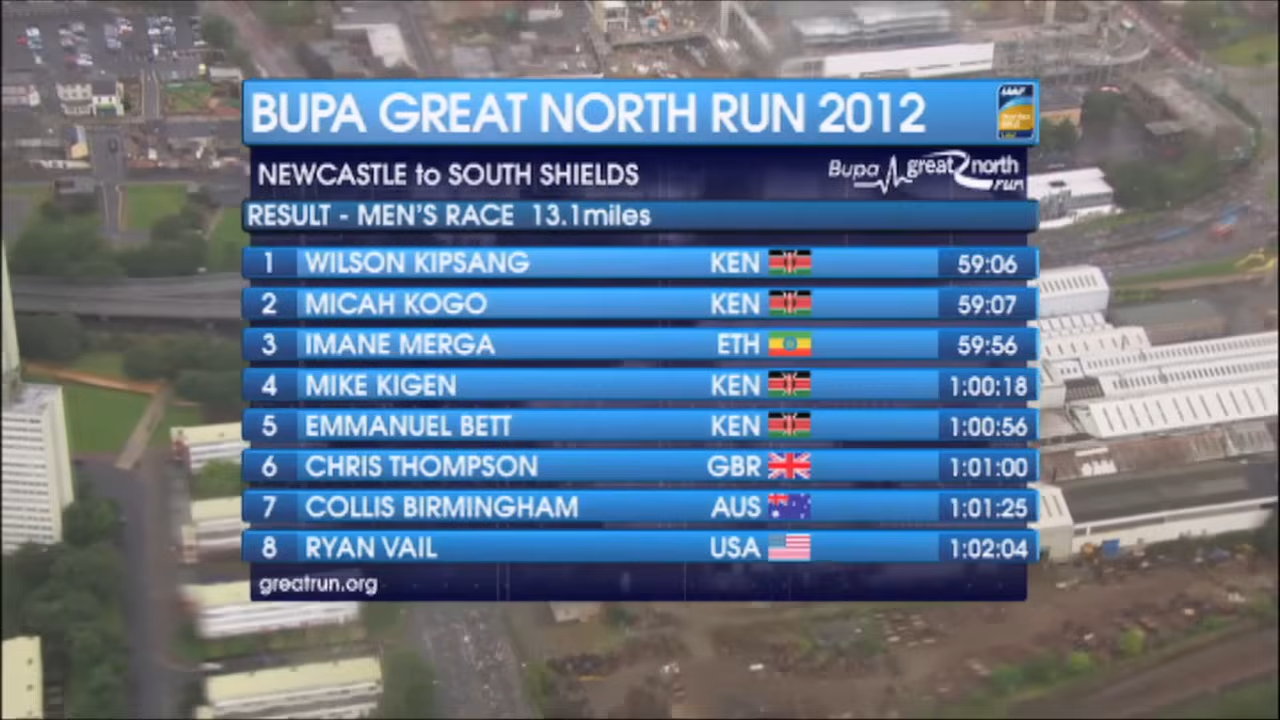 BUPA GREAT NORTH RUN 2012
IAAF
NEWCASTLE to SOUTH SHIELDS
Bupa great north run
RESULT - MEN'S RACE 13.1miles
1 WILSON KIPSANG KEN 59:06
2 MICAH KOGO KEN 59:07
3 IMANE MERGA ETH 59:56
4 MIKE KIGEN KEN 1:00:18
5 EMMANUEL BETT KEN 1:00:56
6 CHRIS THOMPSON GBR 1:01:00
7 COLLIS BIRMINGHAM AUS 1:01:25
8 RYAN VAIL USA 1:02:04
greatrun.org